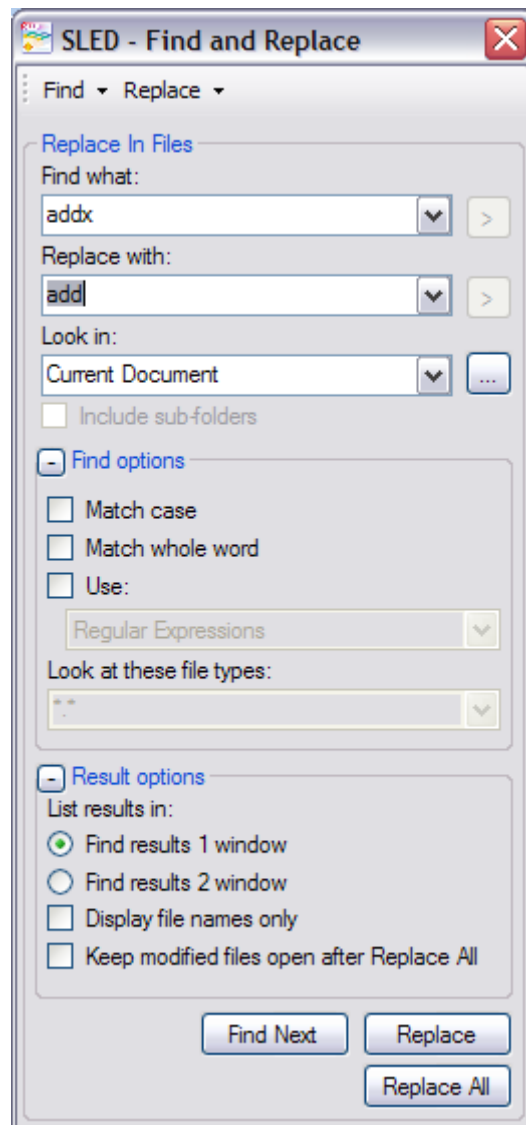 SLED - Find and Replace
Find Replace
Replace In Files
Find what:
addx
>
Replace with:
add
>
Look in:
Current Document
...
Include sub-folders
- Find options
Match case
Match whole word
Use:
Regular Expressions
Look at these file types:
*.*
- Result options
List results in:
Find results 1 window
Find results 2 window
Display file names only
Keep modified files open after Replace All
Find Next Replace
Replace All